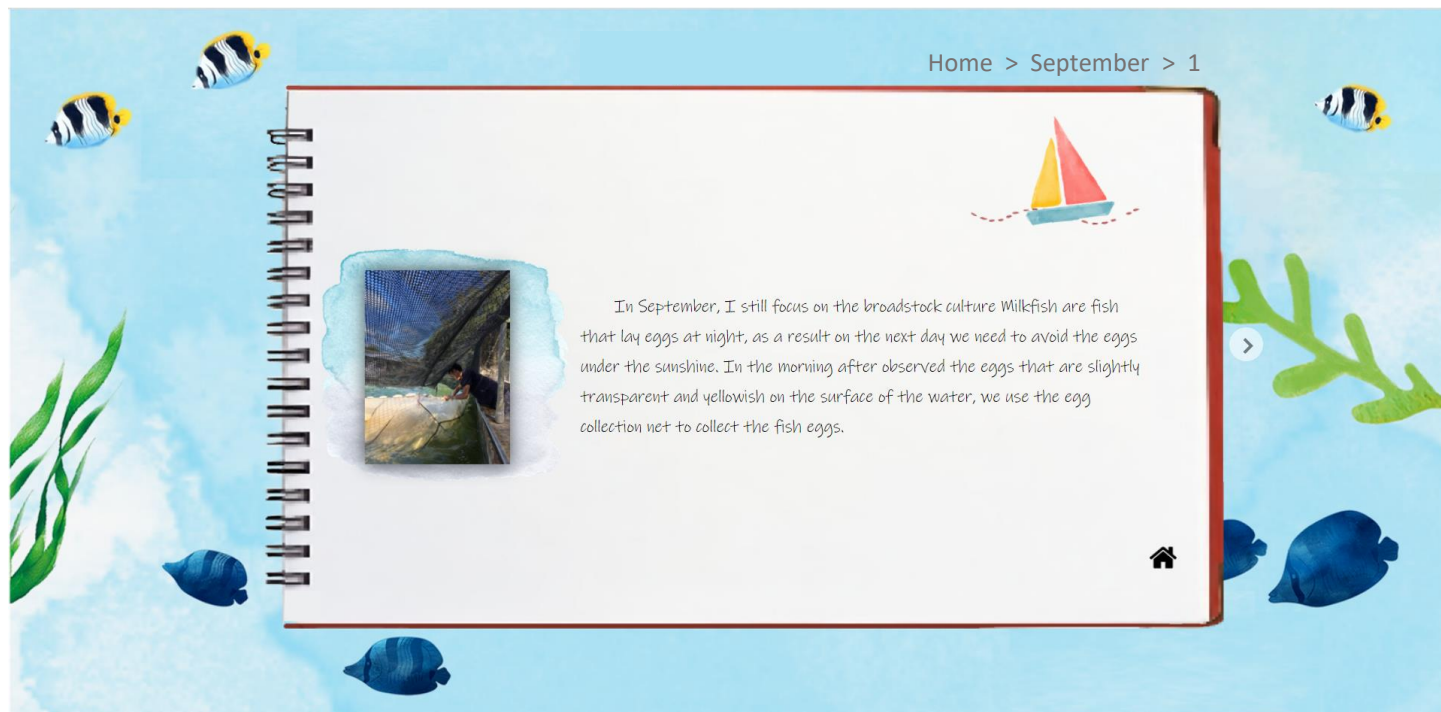 Home > September > 1
In September, I still focus on the broadstock culture Milkfish are fish
that lay eggs at night, as a result on the next day we need to avoid the eggs
under the sunshine. In the morning after observed the eggs that are slightly
transparent and yellowish on the surface of the water, we use the egg
collection net to collect the fish eggs.